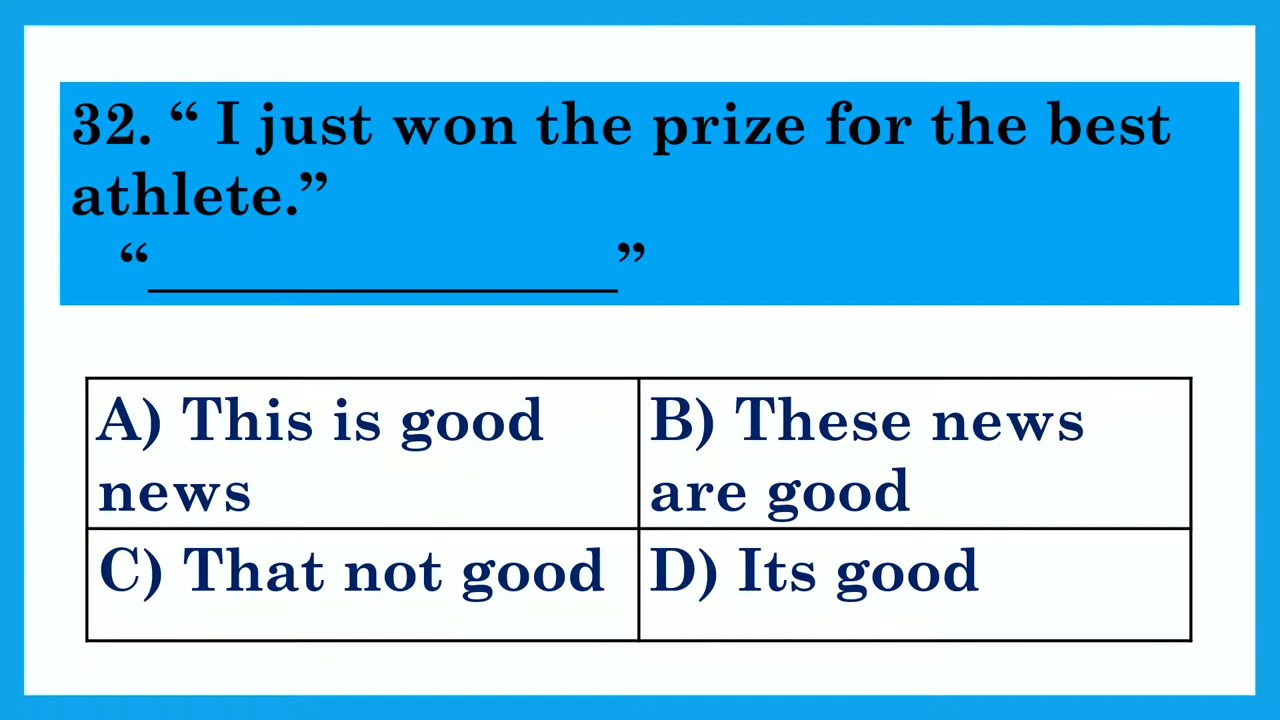 32. “ I just won the prize for the best
athlete.”
“________________”
A) This is good
news
B) These news
are good
C) That not good
D) Its good